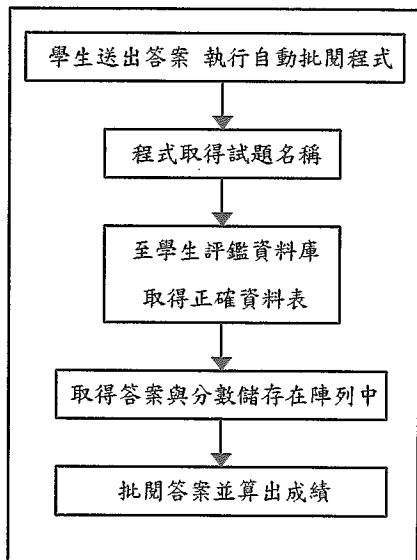 學生送出答案 執行自動批閱程式
程式取得試題名稱
至學生評鑑資料庫
取得正確資料表
取得答案與分數儲存在陣列中
批閱答案並算出成績